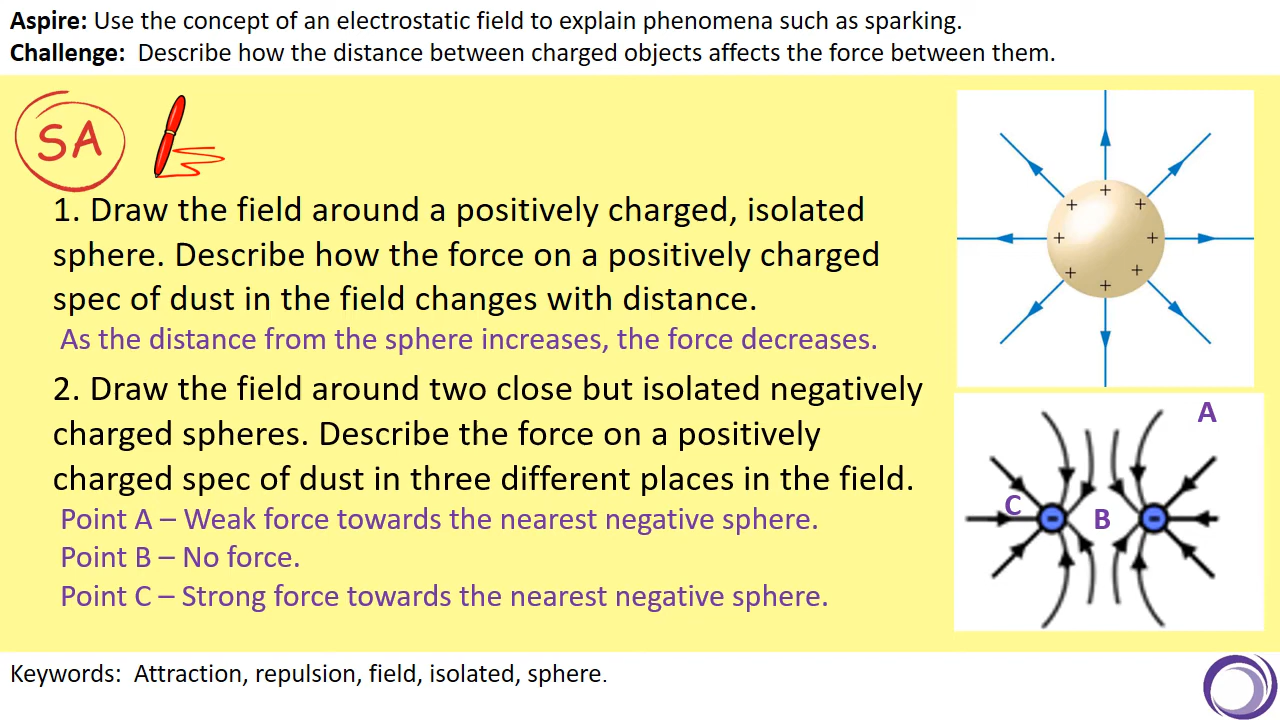 Aspire: Use the concept of an electrostatic field to explain phenomena such as sparking.
Challenge: Describe how the distance between charged objects affects the force between them.
SA
1. Draw the field around a positively charged, isolated
sphere. Describe how the force on a positively charged
spec of dust in the field changes with distance.
As the distance from the sphere increases, the force decreases.
2. Draw the field around two close but isolated negatively
charged spheres. Describe the force on a positively
charged spec of dust in three different places in the field.
Point A – Weak force towards the nearest negative sphere.
Point B – No force.
Point C – Strong force towards the nearest negative sphere.
+ + + + + + + +
A
C
B
- -
Keywords: Attraction, repulsion, field, isolated, sphere.